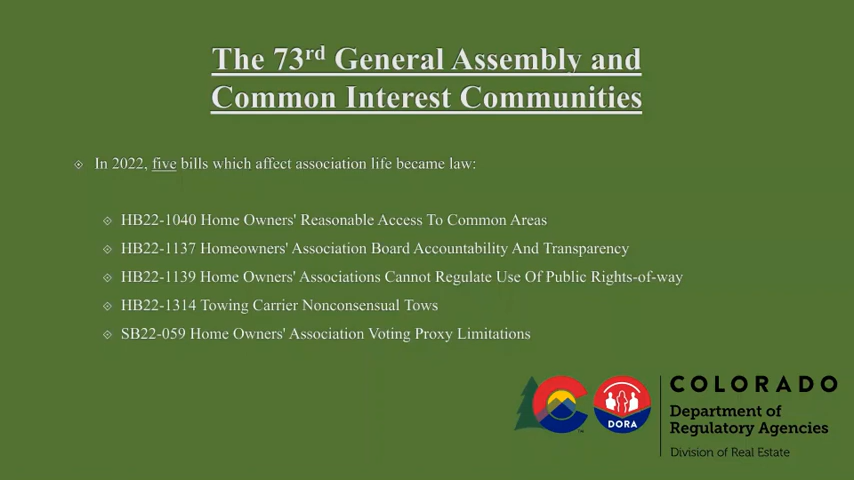 The 73rd General Assembly and
Common Interest Communities
In 2022, five bills which affect association life became law:
HB22-1040 Home Owners' Reasonable Access To Common Areas
HB22-1137 Homeowners' Association Board Accountability And Transparency
HB22-1139 Home Owners' Associations Cannot Regulate Use Of Public Rights-of-way
HB22-1314 Towing Carrier Nonconsensual Tows
SB22-059 Home Owners' Association Voting Proxy Limitations
DORA
COLORADO
Department of
Regulatory Agencies
Division of Real Estate